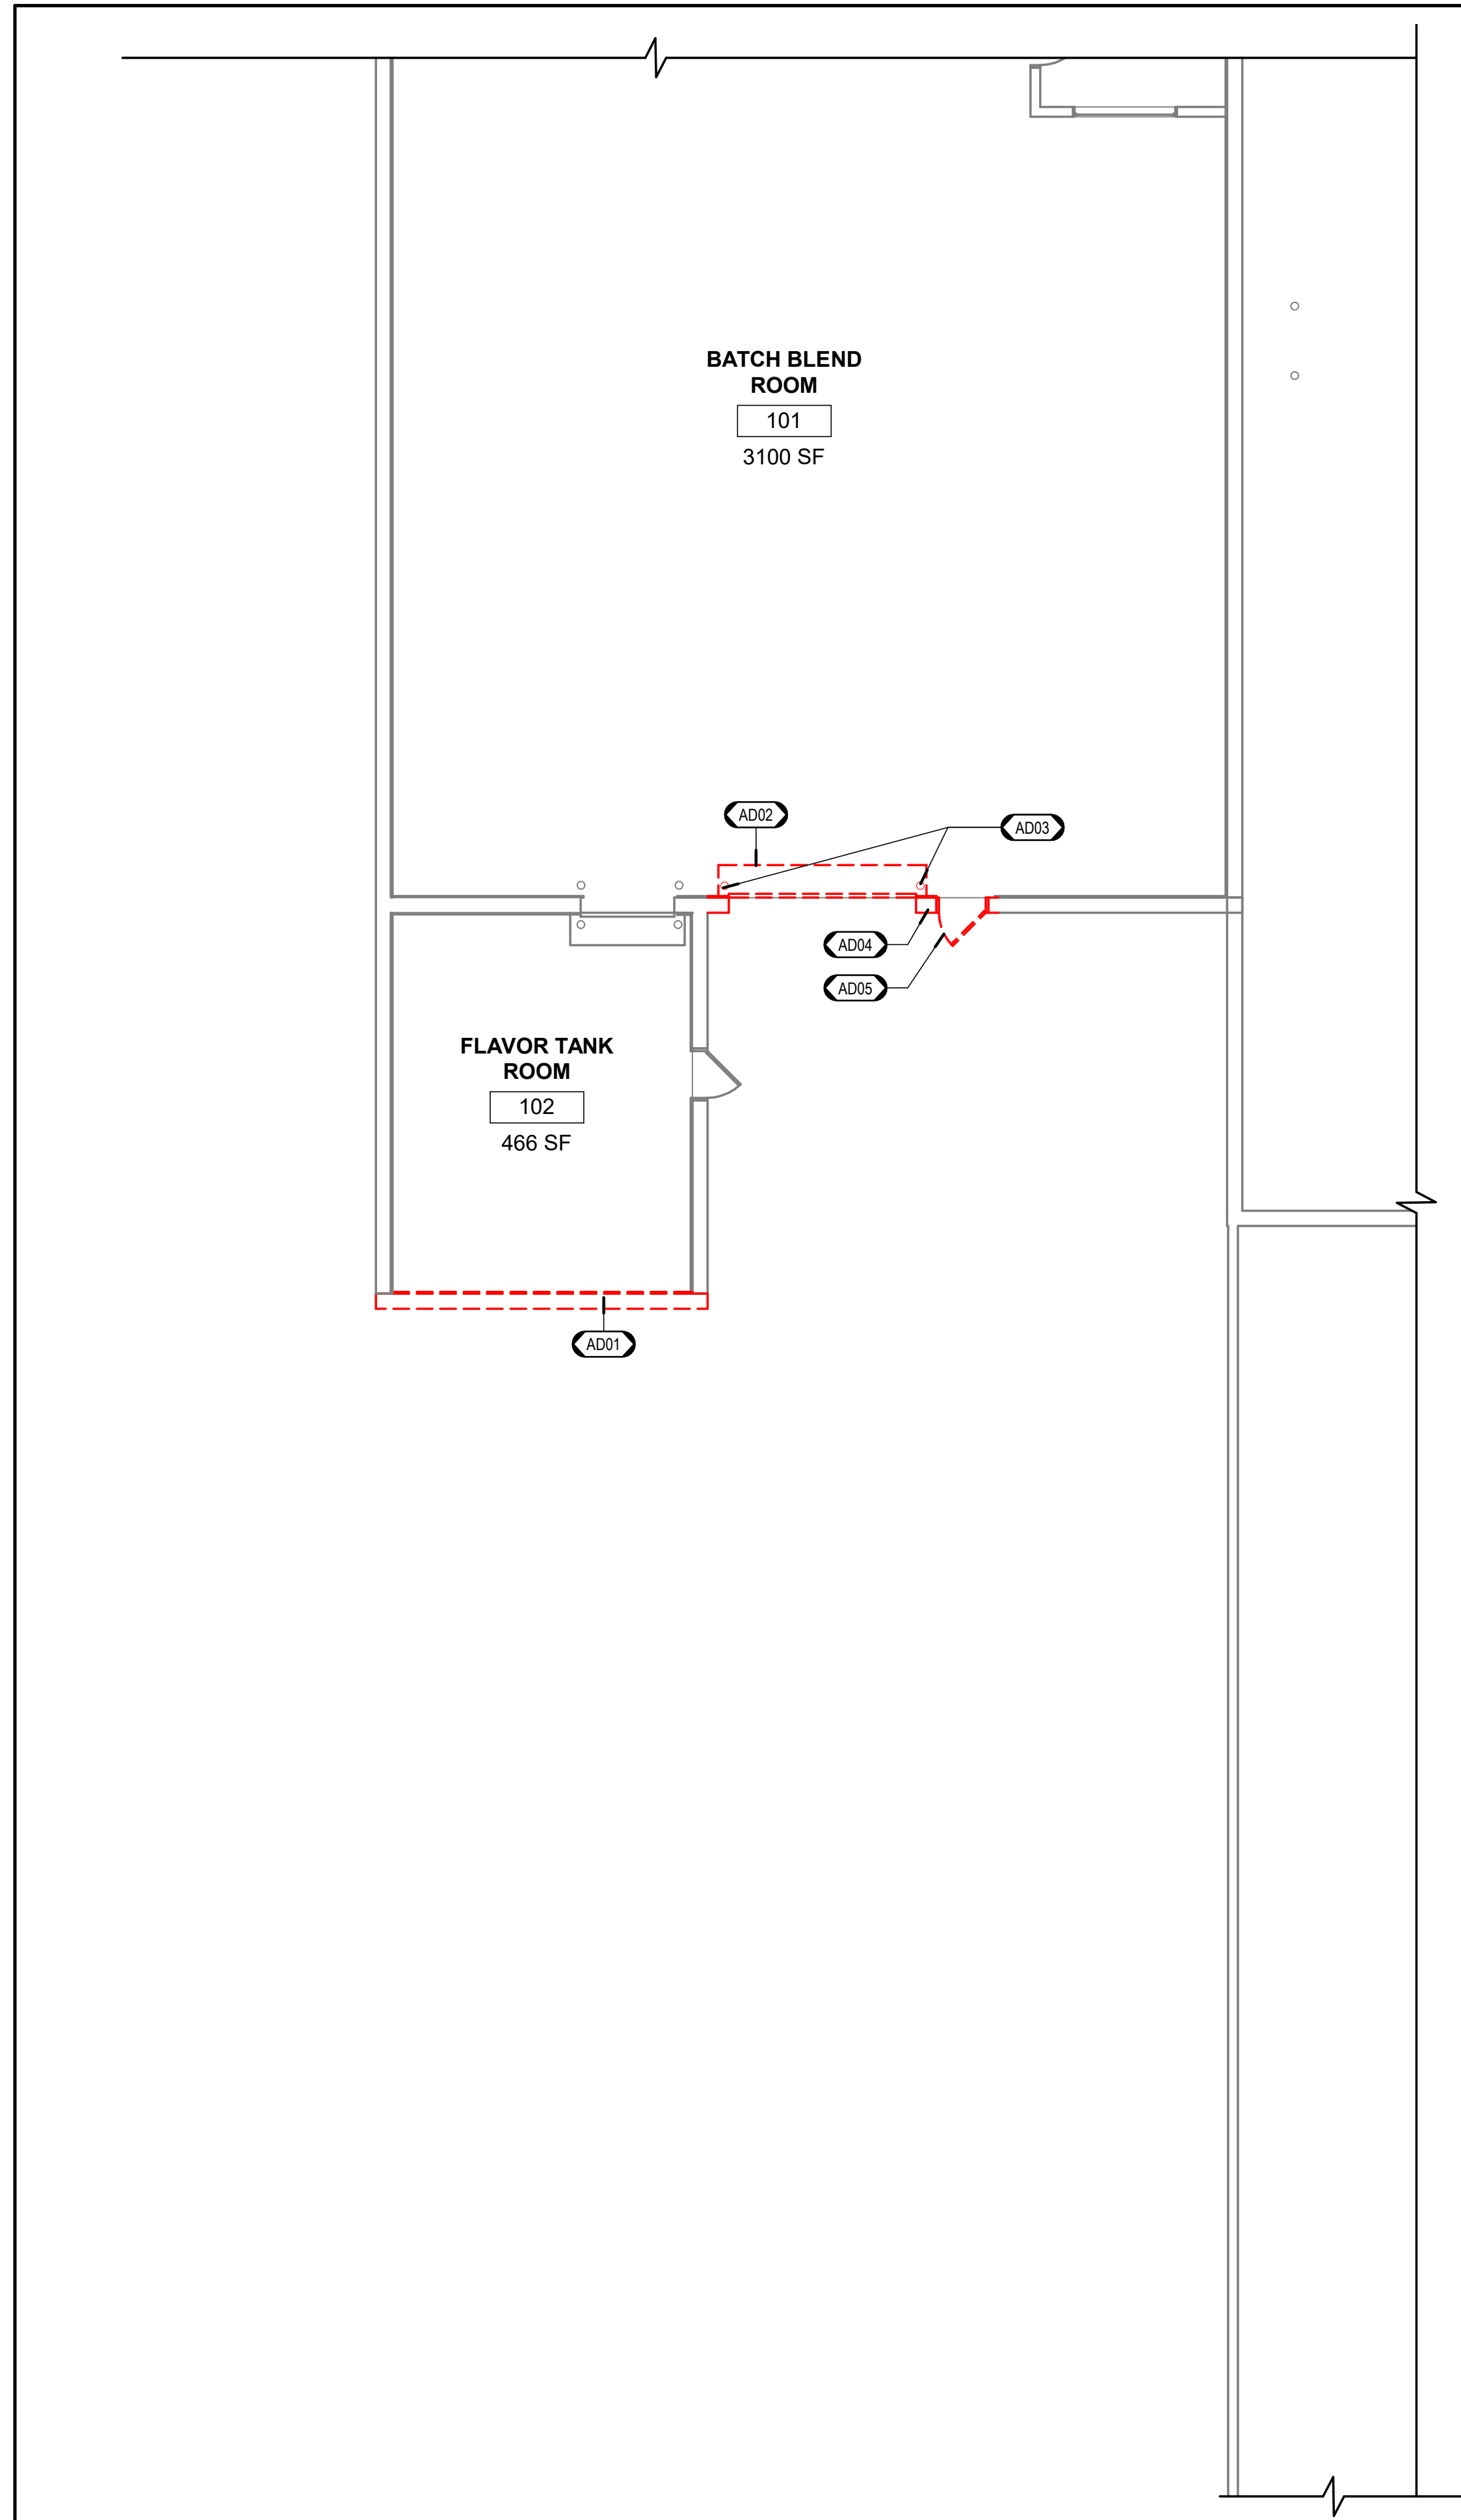 BATCH BLEND
ROOM
101
3100 SF
AD02
AD03
AD04
AD05
FLAVOR TANK
ROOM
102
466 SF
AD01